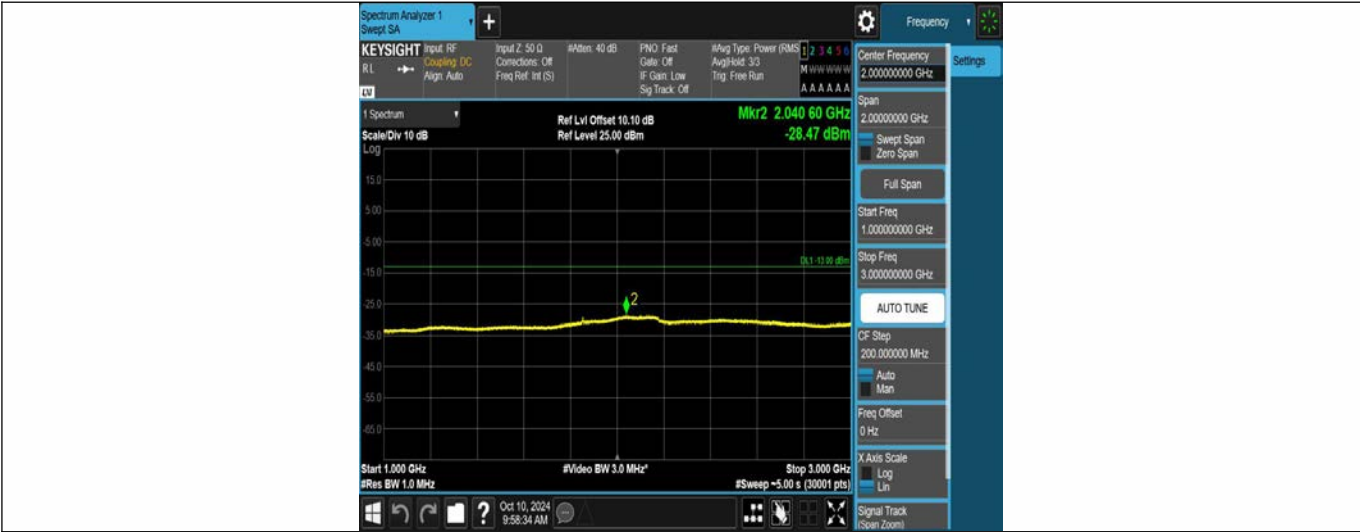 Spectrum Analyzer 1
Swept SA
Frequency
KEYSIGHT
RL
Input: RF
Coupling: DC
Align: Auto
Input Z: 50 Ω
Corrections: Off
Freq Ref: Int (S)
#Atten: 40 dB
PNO: Fast
Gate: Off
IF Gain: Low
Sig Track: Off
#Avg Type: Power (RMS
Avg|Hold: 3/3
Trig: Free Run
1 2 3 4 5 6
M W W W W W
A A A A A A
1 Spectrum
Scale/Div 10 dB
Log
Ref Lvl Offset 10.10 dB
Ref Level 25.00 dBm
Mkr2 2.040 60 GHz
-28.47 dBm
15.0
5.00
-5.00
-15.0
-25.0
-35.0
-45.0
-55.0
-65.0
DL1 -13.00 dBm
2
Start 1.000 GHz
#Res BW 1.0 MHz
#Video BW 3.0 MHz*
Stop 3.000 GHz
#Sweep ~5.00 s (30001 pts)
Oct 10, 2024
9:58:34 AM
Center Frequency
2.000000000 GHz
Settings
Span
2.00000000 GHz
Swept Span
Zero Span
Full Span
Start Freq
1.000000000 GHz
Stop Freq
3.000000000 GHz
AUTO TUNE
CF Step
200.000000 MHz
Auto
Man
Freq Offset
0 Hz
X Axis Scale
Log
Lin
Signal Track
(Span Zoom)